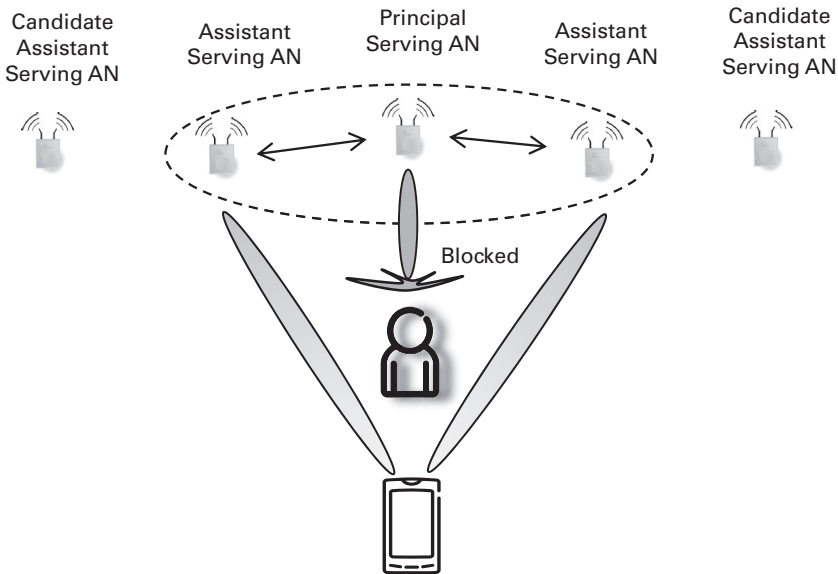 Candidate
Assistant
Serving AN
Assistant
Serving AN
Principal
Serving AN
Assistant
Serving AN
Candidate
Assistant
Serving AN
Blocked